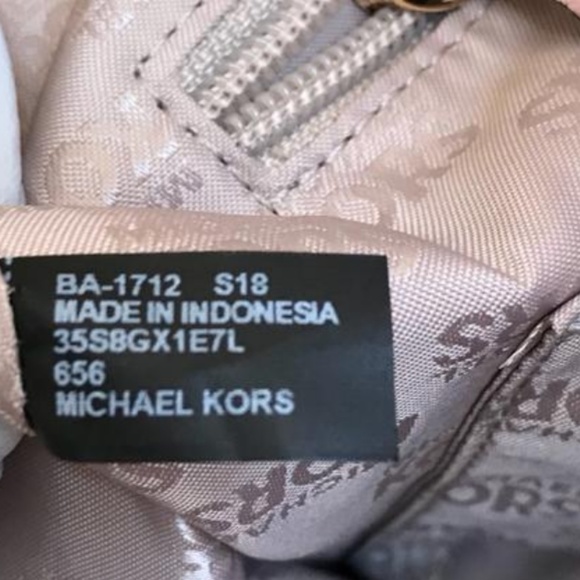 BA-1712 S18
MADE IN INDONESIA
35S8GX1E7L
656
MICHAEL KORS